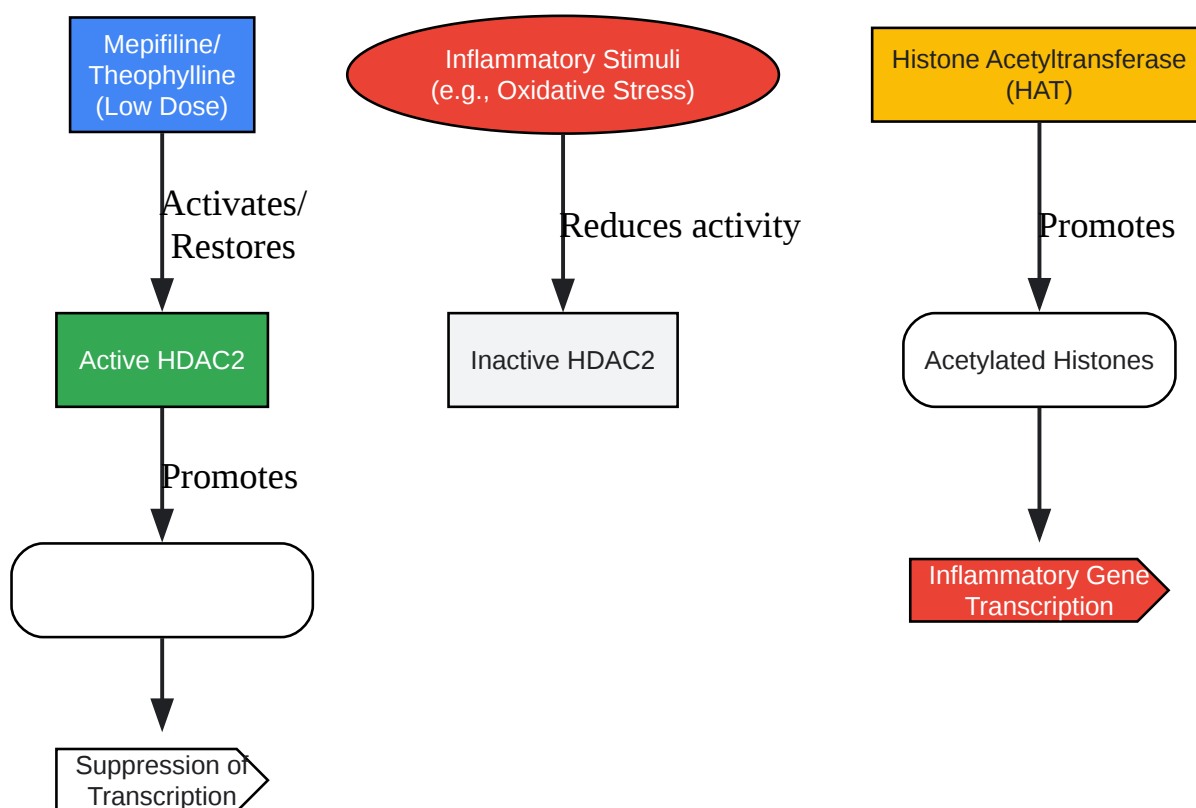 Mepifiline/
Theophylline
(Low Dose)
Inflammatory Stimuli
(e.g., Oxidative Stress)
Histone Acetyltransferase
(HAT)
Activates/
Restores
Reduces activity
Promotes
Active HDAC2
Inactive HDAC2
Acetylated Histones
Promotes
Inflammatory Gene
Transcription
Suppression of
Transcription